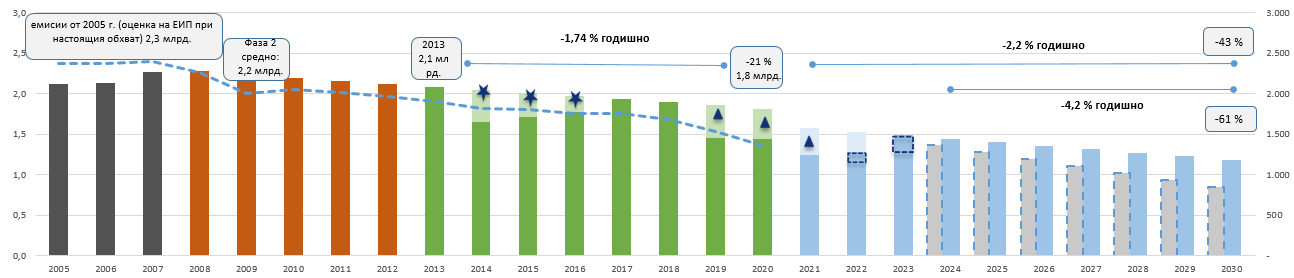 3,0
2,5
2,0
1,5
1,0
0,5
0,0
емисии от 2005 г. (оценка на ЕИП при
настоящия обхват) 2,3 млрд.
Фаза 2
средно:
2,2 млрд.
2013
2,1 мл
рд.
-1,74 % годишно
-21 %
1,8 млрд.
-2,2 % годишно
-43 %
-4,2 % годишно
-61 %
3.000
2.500
2.000
1.500
1.000
500
-
2005 2006 2007 2008 2009 2010 2011 2012 2013 2014 2015 2016 2017 2018 2019 2020 2021 2022 2023 2024 2025 2026 2027 2028 2029 2030